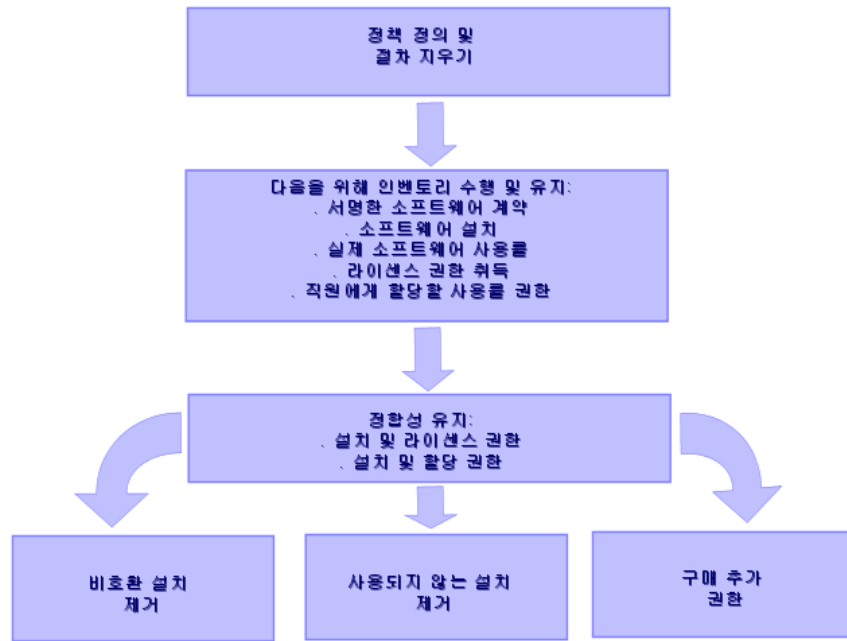 정책 정의 및
절차 지우기
다음을 위해 인벤토리 수행 및 유지:
. 서명한 소프트웨어 계약
. 소프트웨어 설치
. 실제 소프트웨어 사용률
. 라이센스 권한 취득
. 직원에게 할당할 사용률 권한
정합성 유지:
. 설치 및 라이센스 권한
. 설치 및 할당 권한
비호환 설치
제거
사용되지 않는 설치
제거
구매 추가
권한